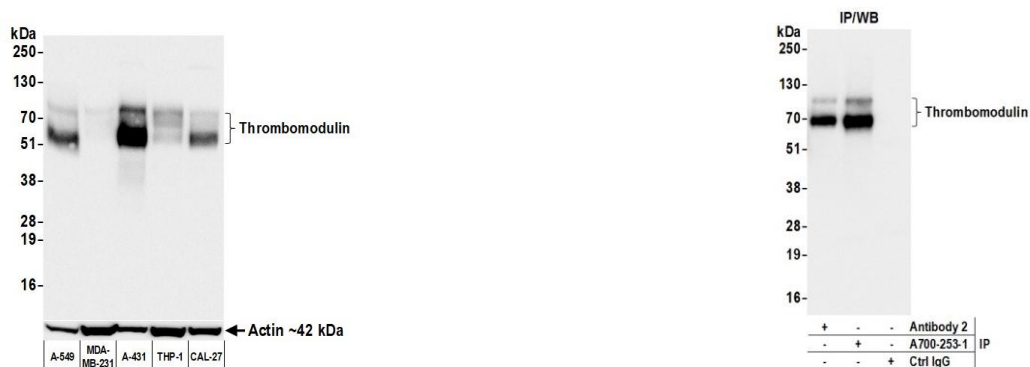 kDa
250-
130-
70-
51-
38-
28-
19-
16-
Thrombomodulin
Actin ~42 kDa
A-549
MDA-
MB-231
A-431
THP-1
CAL-27
IP/WB
kDa
250-
130-
70-
51-
38-
28-
19-
16-
Thrombomodulin
+ - - Antibody 2
- + - A700-253-1 IP
- - + Ctrl IgG